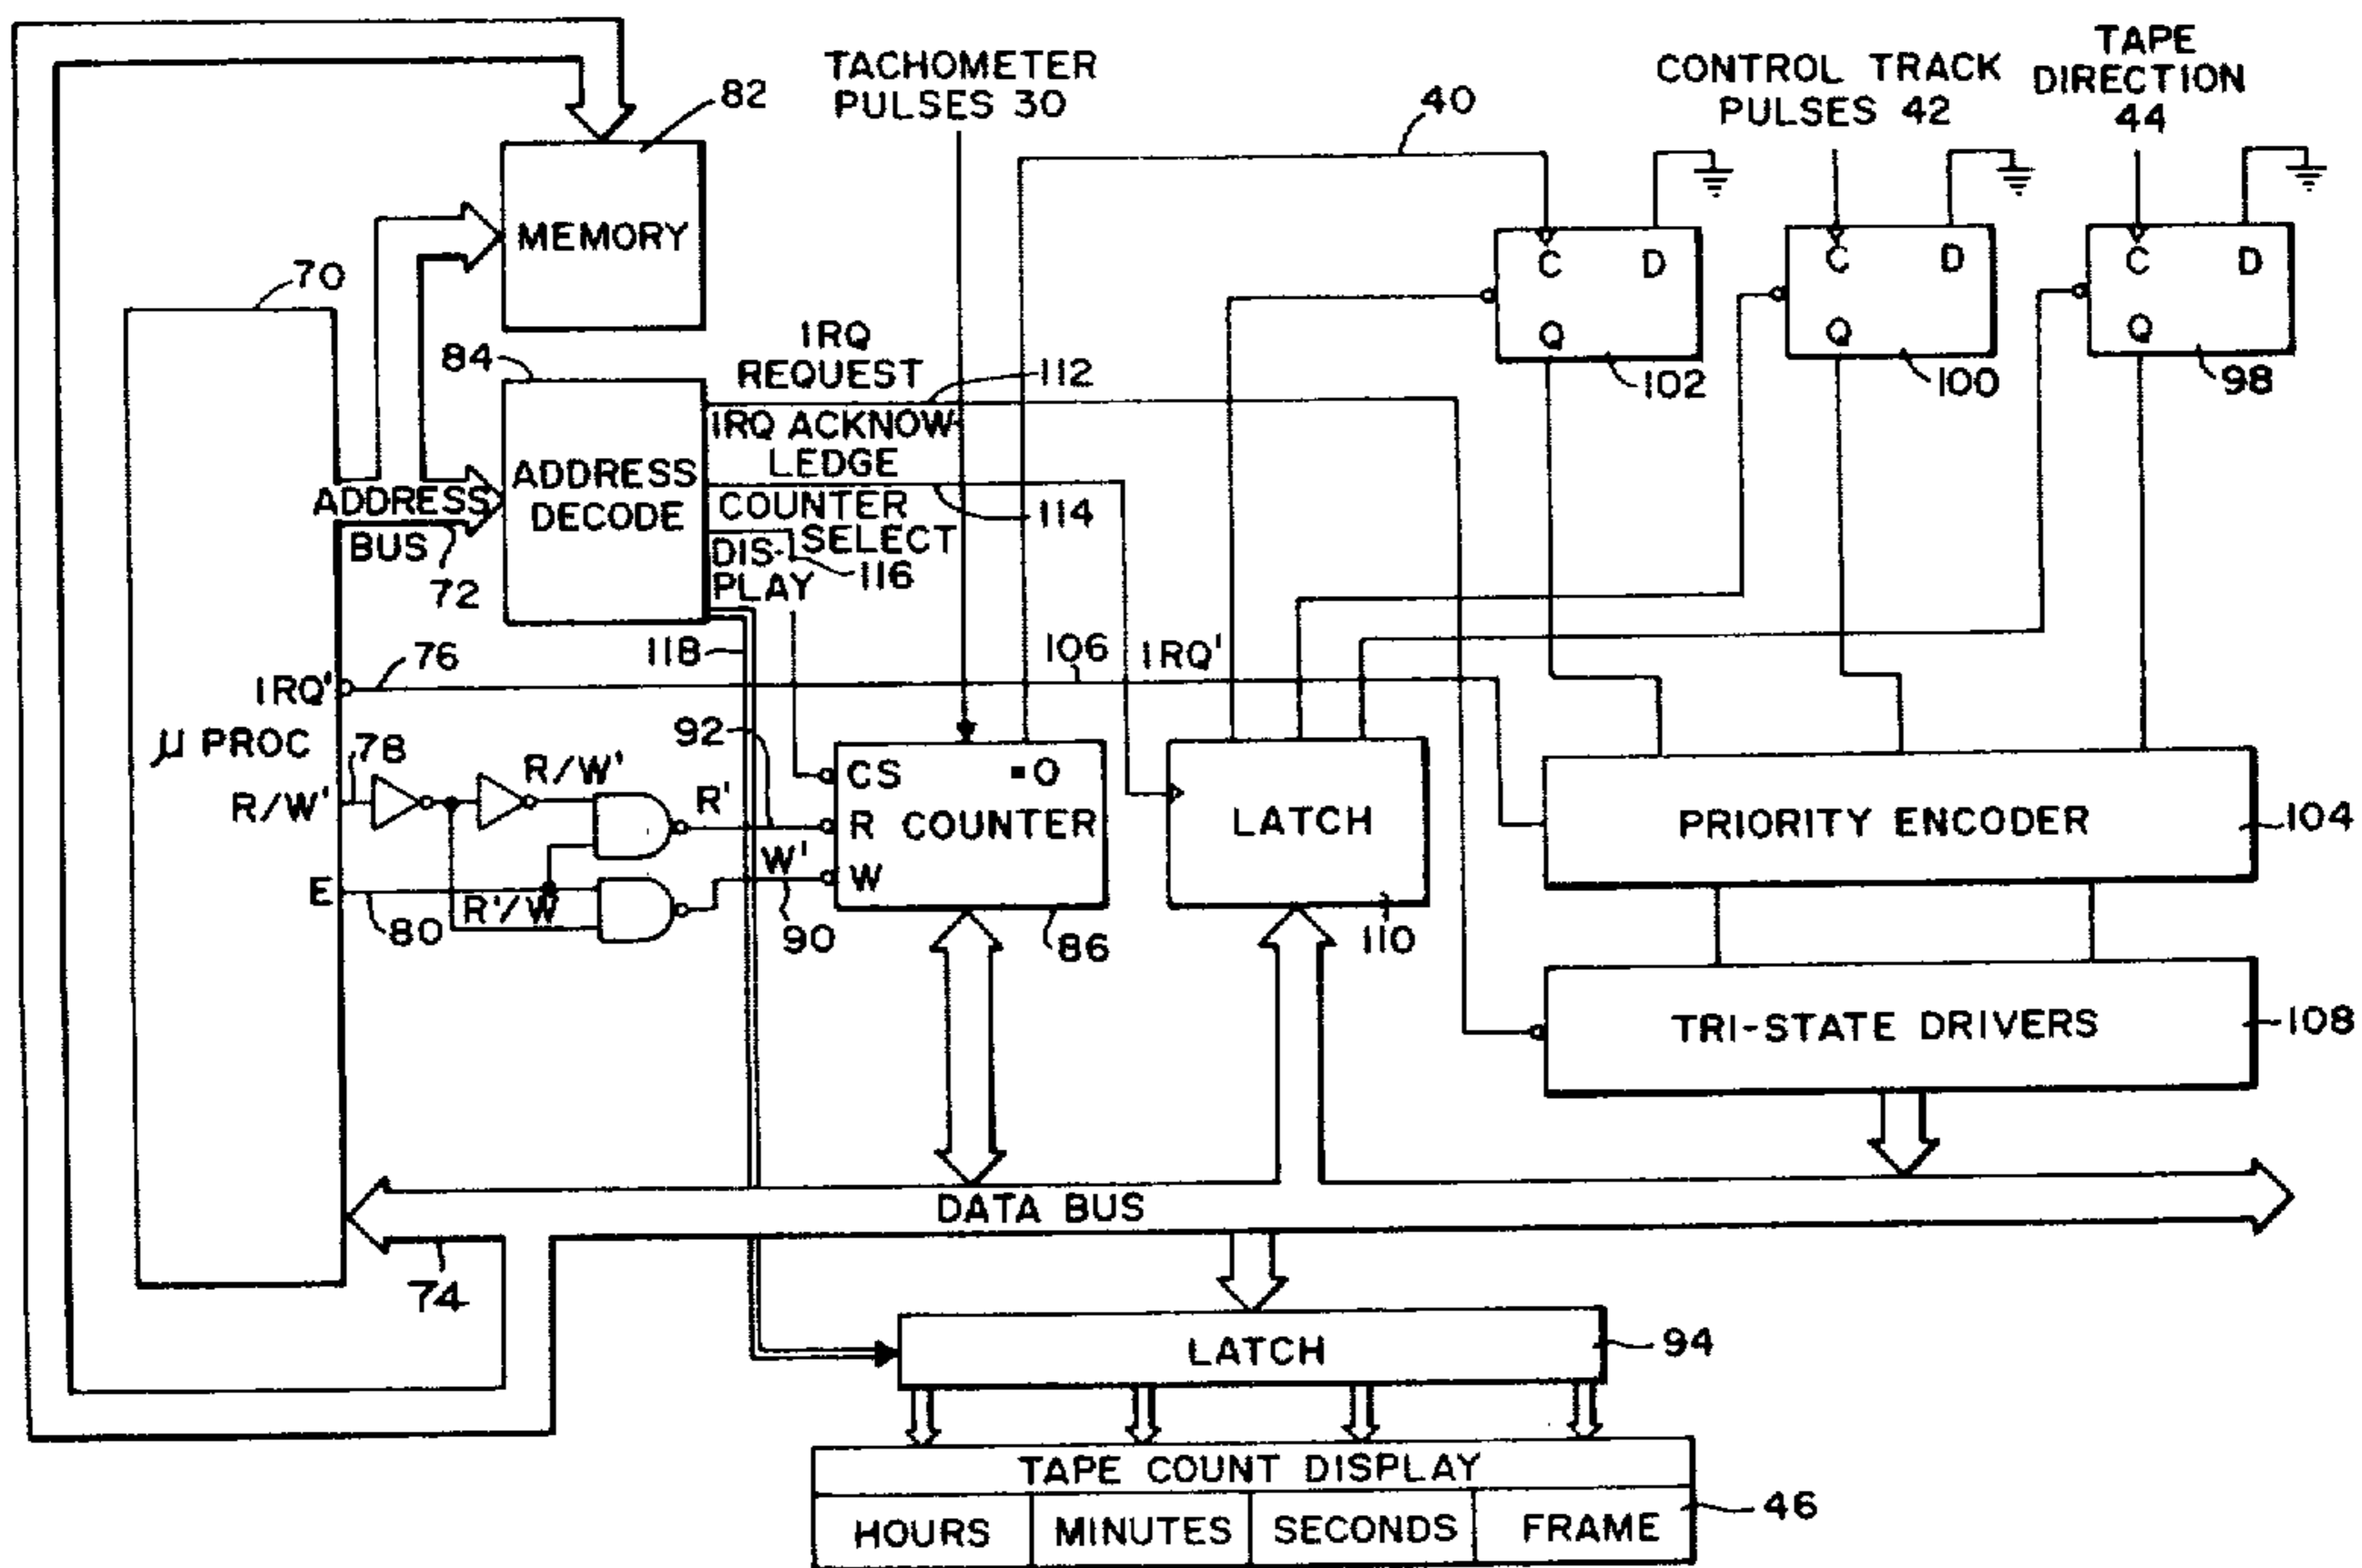 TACHOMETER
PULSES 30
CONTROL TRACK
PULSES 42
TAPE
DIRECTION
44
82
40
MEMORY
70
C D
Q
102
C D
Q
100
C D
Q
98
84
IRQ
REQUEST
112
IRQ ACKNOW-
LEDGE
114
ADDRESS
DECODE
COUNTER
SELECT
116
DIS-
PLAY
ADDRESS
BUS
72
118
76
106
IRQ'
IRQ'
μ PROC
78
R/W'
R/W'
92
R'
CS =0
R COUNTER
W
W'
90
86
E
80
R'/W
LATCH
110
PRIORITY ENCODER
104
TRI-STATE DRIVERS
108
DATA BUS
74
LATCH
94
TAPE COUNT DISPLAY
HOURS MINUTES SECONDS FRAME
46